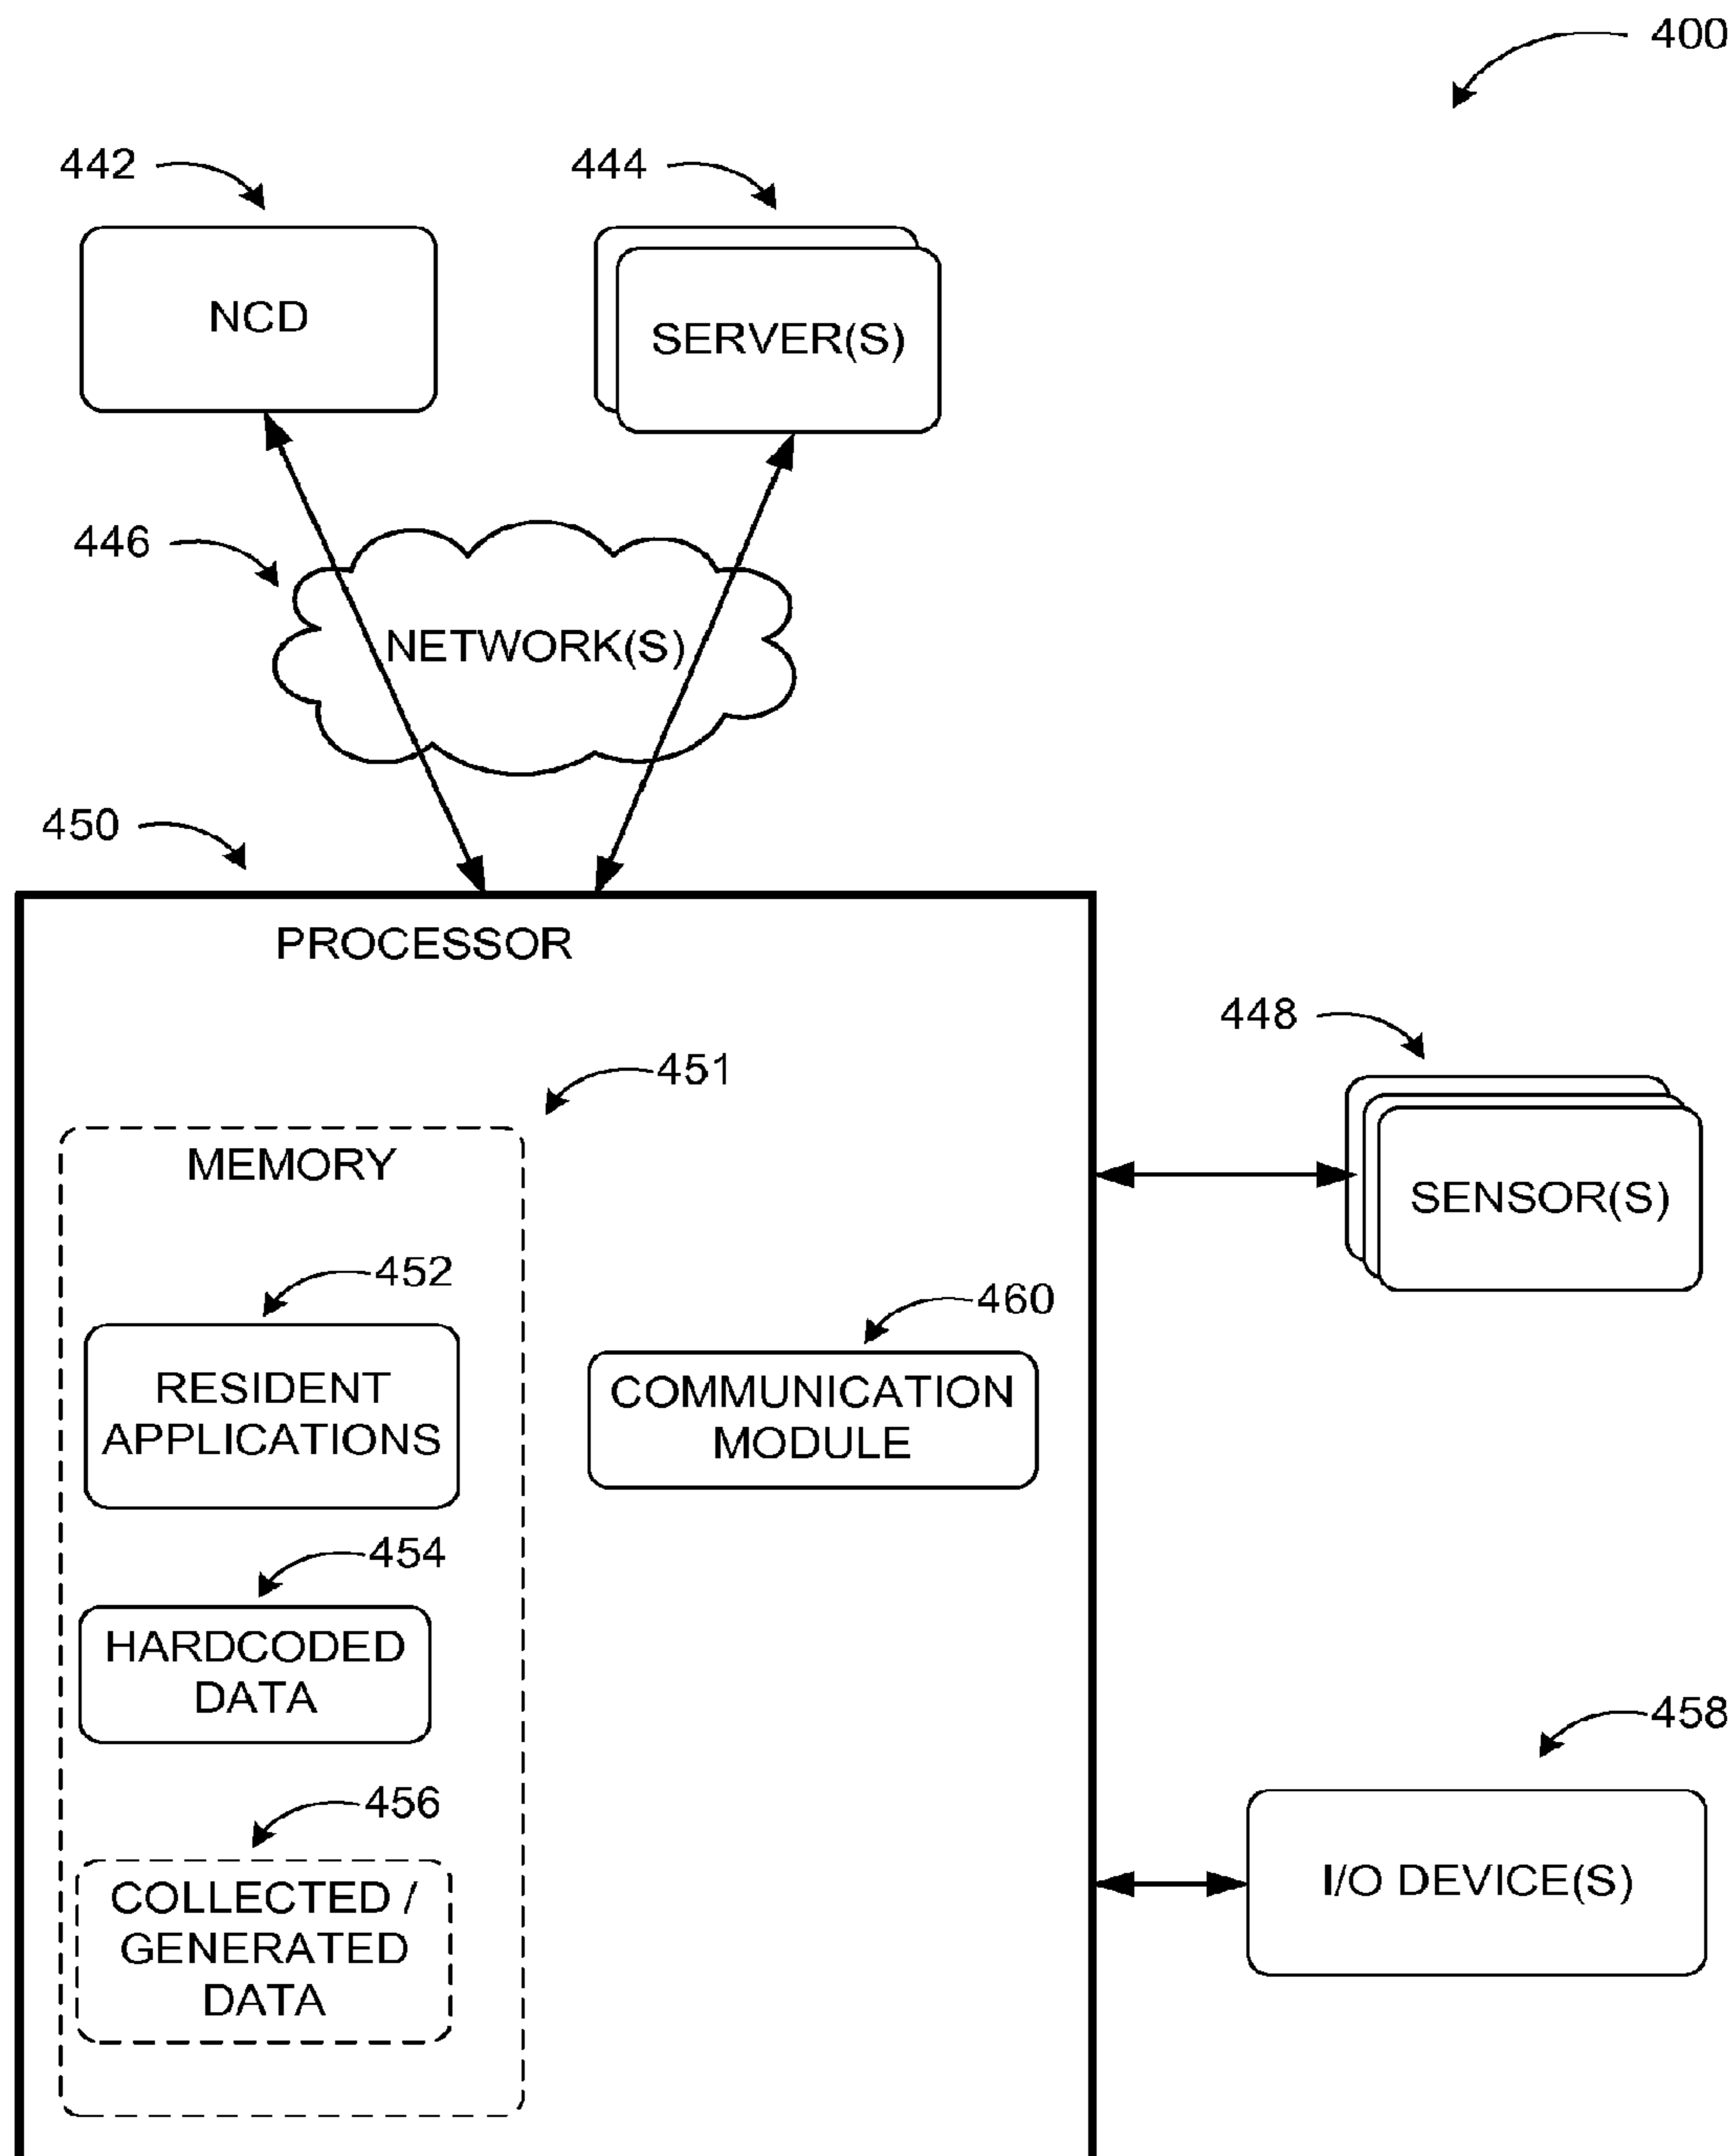 400
442
444
NCD
SERVER(S)
446
NETWORK(S)
450
PROCESSOR
448
451
MEMORY
SENSOR(S)
452
460
RESIDENT
APPLICATIONS
COMMUNICATION
MODULE
454
HARDCODED
DATA
458
456
I/O DEVICE(S)
COLLECTED /
GENERATED
DATA